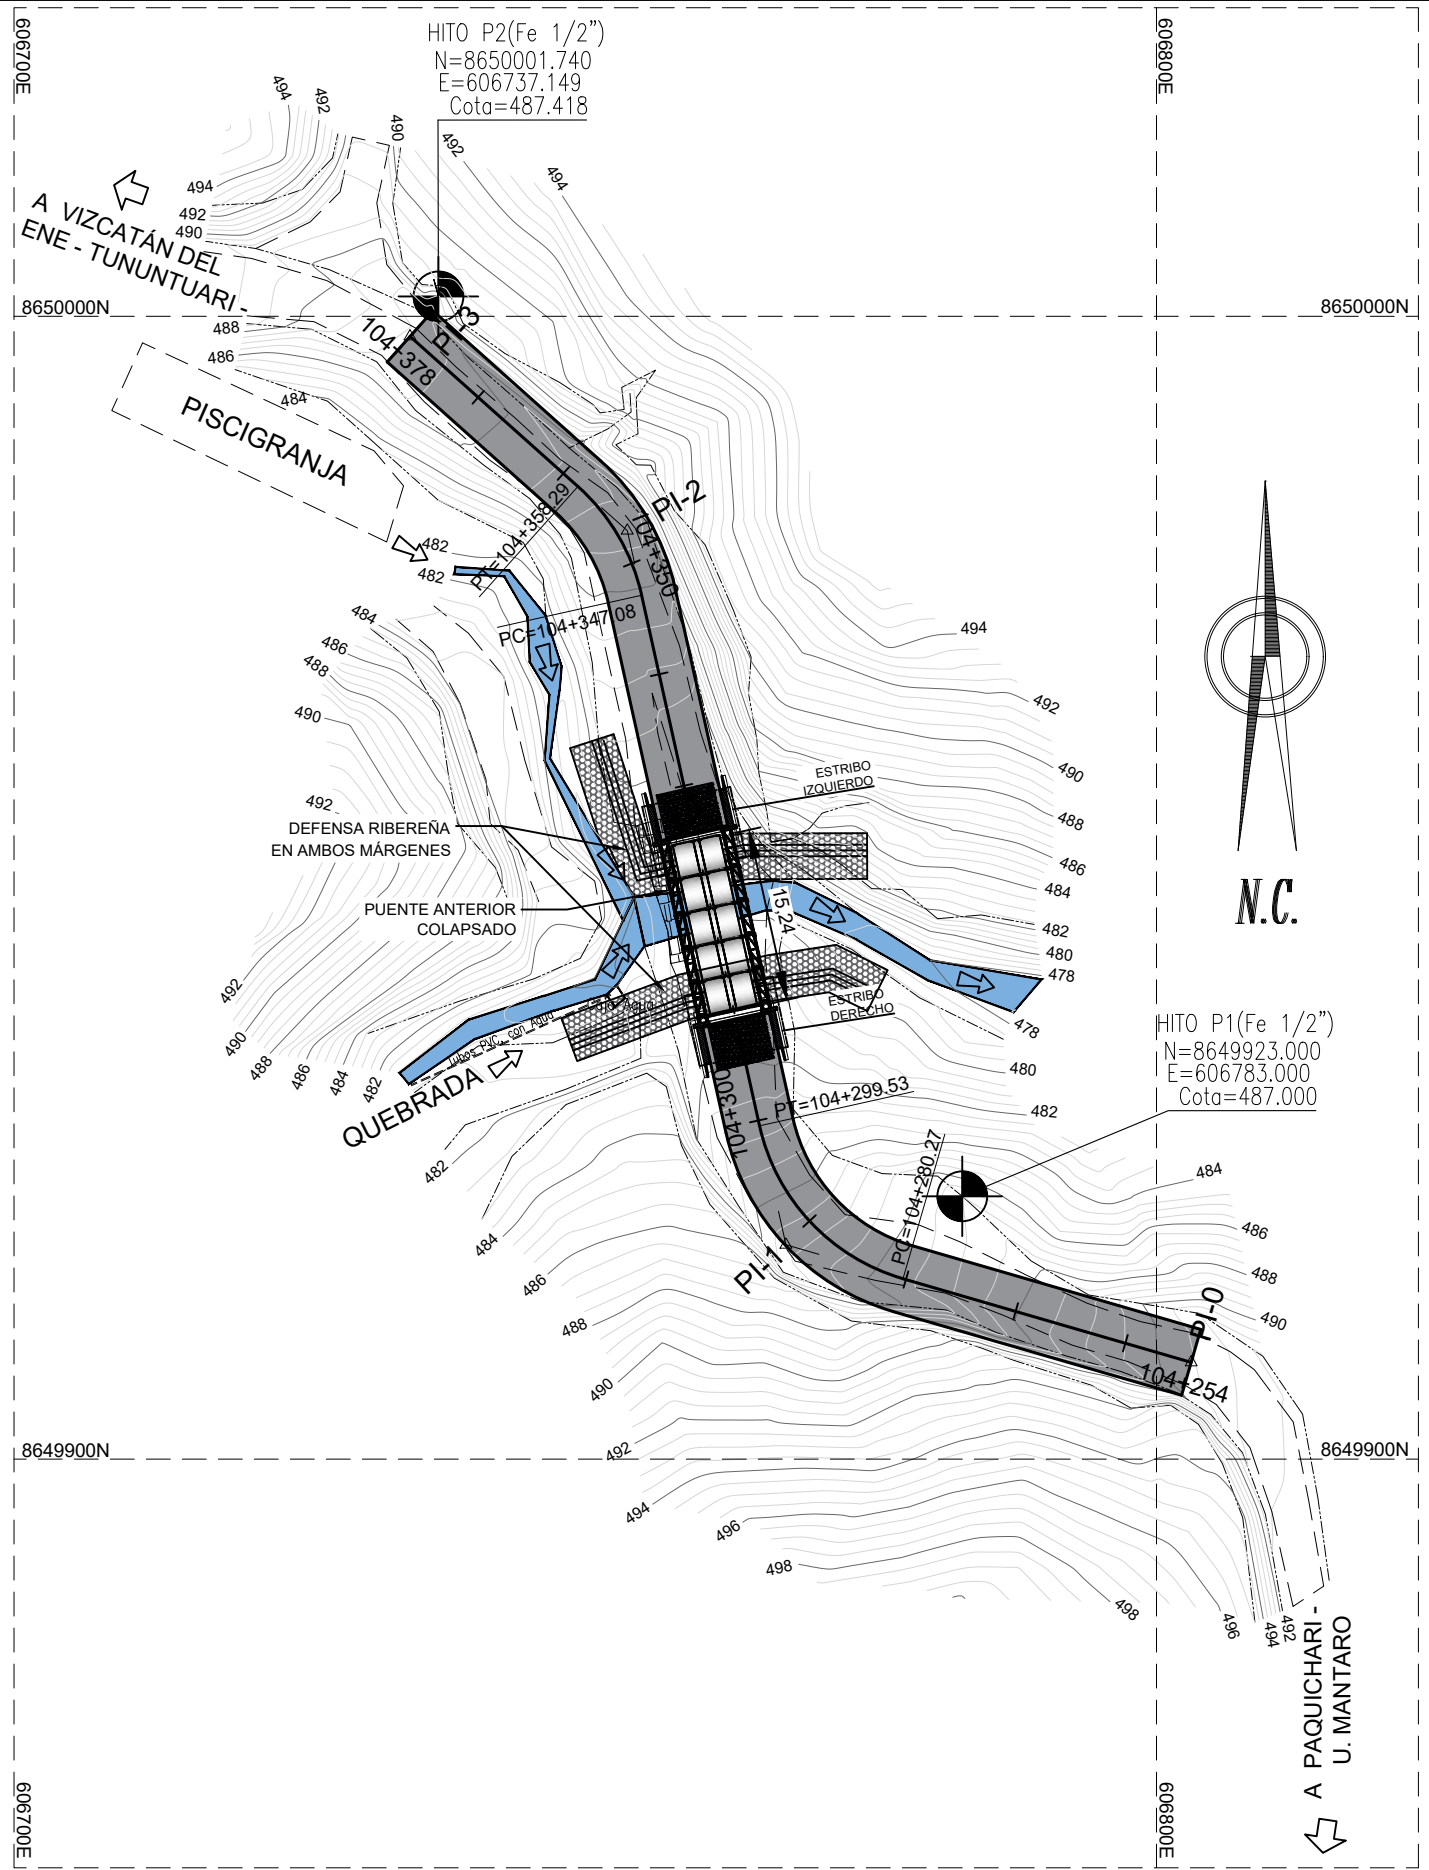 606700E
HITO P2(Fe 1/2")
N=8650001.740
E=606737.149
Cota=487.418
606800E
494
492
490
492
494
494
492
490
A VIZCATÁN DEL
ENE - TUNUNTUARI -
8650000N
8650000N
488
486
484
104+378
PI-3
PISCIGRANJA
482
482
PT=104+358.29
PI-2
104+350
PC=104+347.08
484
486
488
490
492
494
492
490
488
486
484
482
480
478
478
480
482
ESTRIBO
IZQUIERDO
DEFENSA RIBEREÑA
EN AMBOS MÁRGENES
PUENTE ANTERIOR
COLAPSADO
15,24
ESTRIBO
DERECHO
N.C.
492
490
488
486
484
482
Tubos PVC, con Agua
Agua
QUEBRADA
HITO P1(Fe 1/2")
N=8649923.000
E=606783.000
Cota=487.000
104+300
PT=104+299.53
PC=104+280.27
482
484
486
488
490
492
494
496
498
484
486
488
490
PI-1
PI-0
104+254
8649900N
8649900N
498
496
494
492
A PAQUICHARI -
U. MANTARO
606700E
606800E